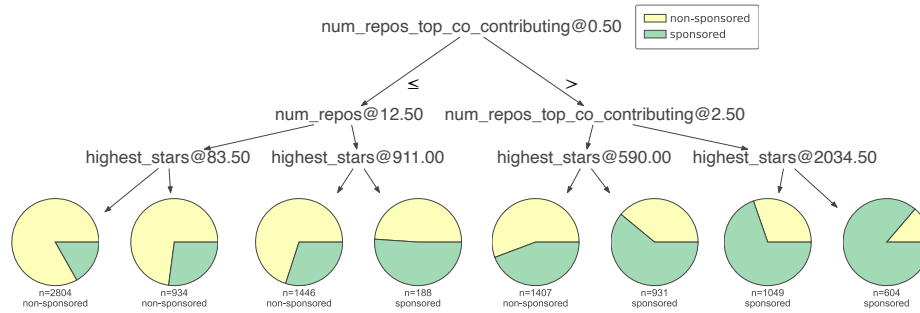 num_repos_top_co_contributing@0.50
non-sponsored
sponsored
≤
>
num_repos@12.50
num_repos_top_co_contributing@2.50
highest_stars@83.50
highest_stars@911.00
highest_stars@590.00
highest_stars@2034.50
n=2804
non-sponsored
n=934
non-sponsored
n=1446
non-sponsored
n=188
sponsored
n=1407
non-sponsored
n=931
sponsored
n=1049
sponsored
n=604
sponsored